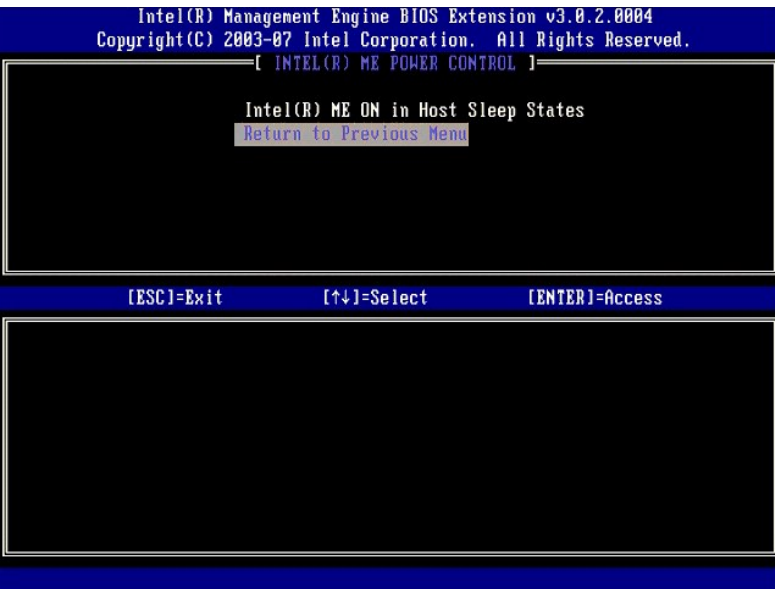 Intel(R) Management Engine BIOS Extension v3.0.2.0004
Copyright(C) 2003-07 Intel Corporation. All Rights Reserved.
[ INTEL(R) ME POWER CONTROL ]
Intel(R) ME ON in Host Sleep States
Return to Previous Menu
[ESC]=Exit [↑↓]=Select [ENTER]=Access